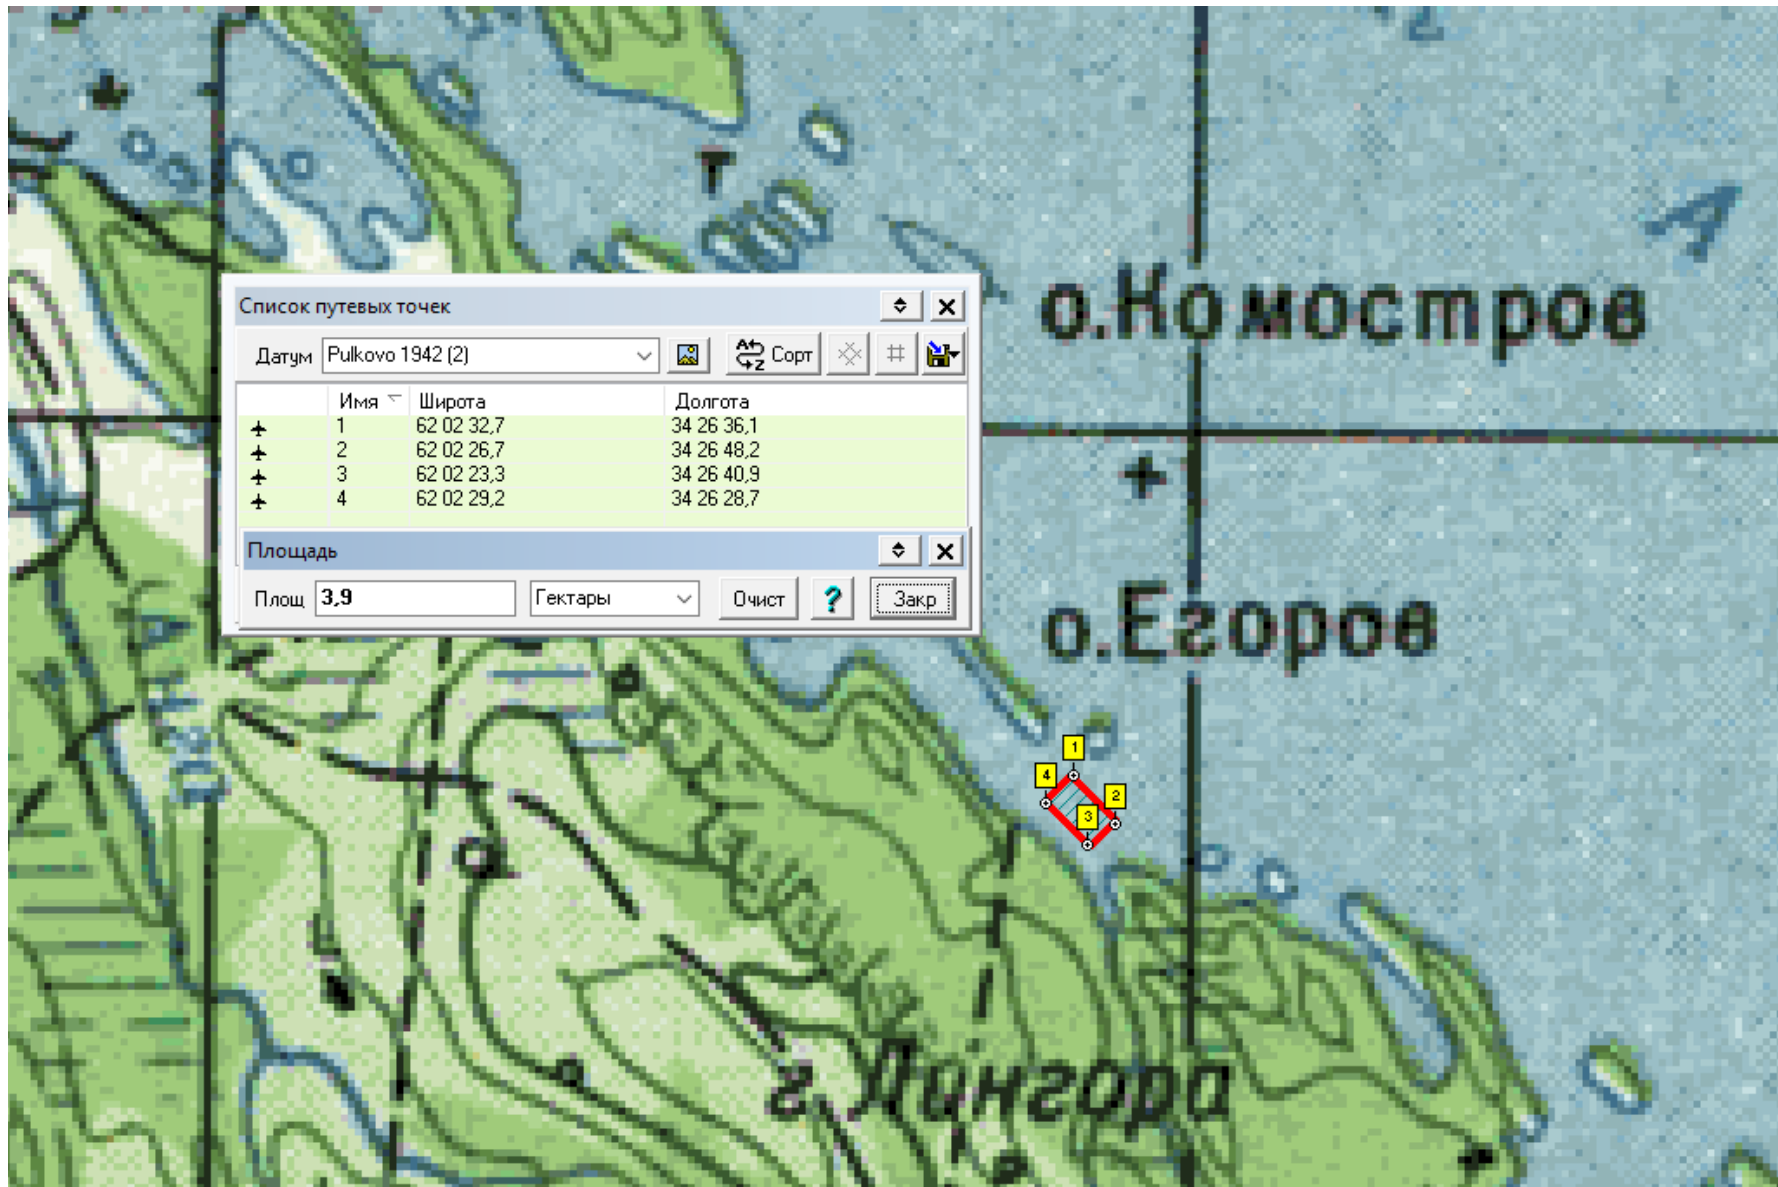 о.Комостров
Список путевых точек
Датум Pulkovo 1942 (2) Сорт
Имя Широта Долгота
1 62 02 32,7 34 26 36,1
2 62 02 26,7 34 26 48,2
3 62 02 23,3 34 26 40,9
4 62 02 29,2 34 26 28,7
Площадь
Площ 3,9 Гектары Очист ? Закр
о.Егоров
1
4
2
3